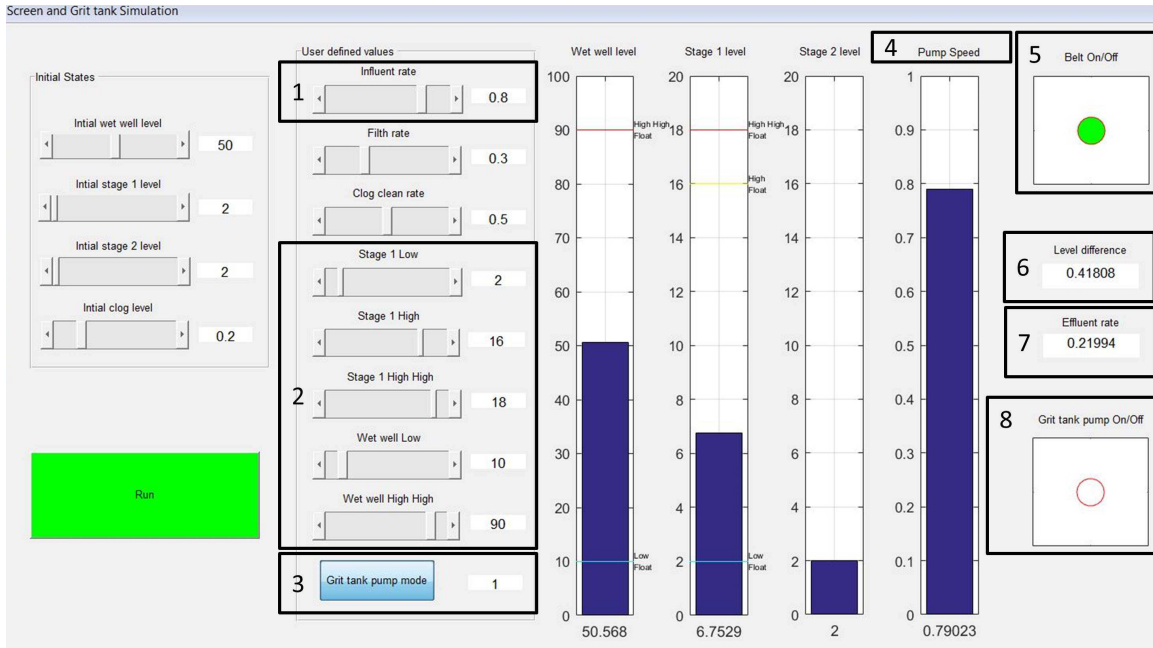 Screen and Grit tank Simulation
Initial States
Intial wet well level
50
Intial stage 1 level
2
Intial stage 2 level
2
Intial clog level
0.2
Run
User defined values
1
Influent rate
0.8
Filth rate
0.3
Clog clean rate
0.5
2
Stage 1 Low
2
Stage 1 High
16
Stage 1 High High
18
Wet well Low
10
Wet well High High
90
3
Grit tank pump mode
1
Wet well level
100
90
80
70
60
50
40
30
20
10
0
High High
Float
Low
Float
50.568
Stage 1 level
20
18
16
14
12
10
8
6
4
2
0
High High
Float
High
Float
Low
Float
6.7529
Stage 2 level
20
18
16
14
12
10
8
6
4
2
0
2
4
Pump Speed
1
0.9
0.8
0.7
0.6
0.5
0.4
0.3
0.2
0.1
0
0.79023
5
Belt On/Off
6
Level difference
0.41808
7
Effluent rate
0.21994
8
Grit tank pump On/Off